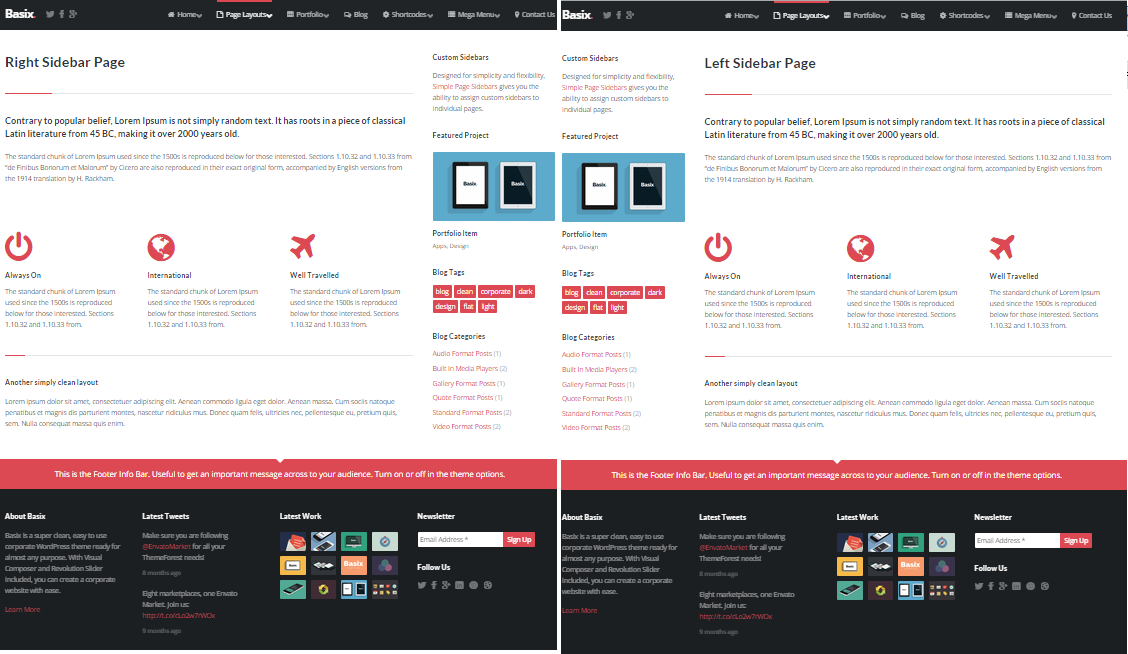 Basix.
Home
Page Layouts
Portfolio
Blog
Shortcodes
Mega Menu
Contact Us
Right Sidebar Page
Contrary to popular belief, Lorem Ipsum is not simply random text. It has roots in a piece of classical
Latin literature from 45 BC, making it over 2000 years old.
The standard chunk of Lorem Ipsum used since the 1500s is reproduced below for those interested. Sections 1.10.32 and 1.10.33 from
"de Finibus Bonorum et Malorum" by Cicero are also reproduced in their exact original form, accompanied by English versions from
the 1914 translation by H. Rackham.
Always On
The standard chunk of Lorem Ipsum
used since the 1500s is reproduced
below for those interested. Sections
1.10.32 and 1.10.33 from.
International
The standard chunk of Lorem Ipsum
used since the 1500s is reproduced
below for those interested. Sections
1.10.32 and 1.10.33 from.
Well Travelled
The standard chunk of Lorem Ipsum
used since the 1500s is reproduced
below for those interested. Sections
1.10.32 and 1.10.33 from.
Another simply clean layout
Lorem ipsum dolor sit amet, consectetuer adipiscing elit. Aenean commodo ligula eget dolor. Aenean massa. Cum sociis natoque
penatibus et magnis dis parturient montes, nascetur ridiculus mus. Donec quam felis, ultricies nec, pellentesque eu, pretium quis,
sem. Nulla consequat massa quis enim.
Custom Sidebars
Designed for simplicity and flexibility,
Simple Page Sidebars gives you the
ability to assign custom sidebars to
individual pages.
Featured Project
Basix
Basix
Portfolio Item
Apps, Design
Blog Tags
blog clean corporate dark
design flat light
Blog Categories
Audio Format Posts (1)
Built In Media Players (2)
Gallery Format Posts (1)
Quote Format Posts (1)
Standard Format Posts (2)
Video Format Posts (2)
This is the Footer Info Bar. Useful to get an important message across to your audience. Turn on or off in the theme options.
About Basix
Basix is a super clean, easy to use
corporate WordPress theme ready for
almost any purpose. With Visual
Composer and Revolution Slider
included, you can create a corporate
website with ease.
Learn More
Latest Tweets
Make sure you are following
@EnvatoMarket for all your
ThemeForest needs!
8 months ago
Eight marketplaces, one Envato
Market. Join us:
http://t.co/cLo2w7rWOx
9 months ago
Latest Work
Basix
Newsletter
Email Address *
Sign Up
Follow Us
Basix.
Home
Page Layouts
Portfolio
Blog
Shortcodes
Mega Menu
Contact Us
Custom Sidebars
Designed for simplicity and flexibility,
Simple Page Sidebars gives you the
ability to assign custom sidebars to
individual pages.
Featured Project
Basix
Basix
Portfolio Item
Apps, Design
Blog Tags
blog clean corporate dark
design flat light
Blog Categories
Audio Format Posts (1)
Built In Media Players (2)
Gallery Format Posts (1)
Quote Format Posts (1)
Standard Format Posts (2)
Video Format Posts (2)
Left Sidebar Page
Contrary to popular belief, Lorem Ipsum is not simply random text. It has roots in a piece of classical
Latin literature from 45 BC, making it over 2000 years old.
The standard chunk of Lorem Ipsum used since the 1500s is reproduced below for those interested. Sections 1.10.32 and 1.10.33 from
"de Finibus Bonorum et Malorum" by Cicero are also reproduced in their exact original form, accompanied by English versions from
the 1914 translation by H. Rackham.
Always On
The standard chunk of Lorem Ipsum
used since the 1500s is reproduced
below for those interested. Sections
1.10.32 and 1.10.33 from.
International
The standard chunk of Lorem Ipsum
used since the 1500s is reproduced
below for those interested. Sections
1.10.32 and 1.10.33 from.
Well Travelled
The standard chunk of Lorem Ipsum
used since the 1500s is reproduced
below for those interested. Sections
1.10.32 and 1.10.33 from.
Another simply clean layout
Lorem ipsum dolor sit amet, consectetuer adipiscing elit. Aenean commodo ligula eget dolor. Aenean massa. Cum sociis natoque
penatibus et magnis dis parturient montes, nascetur ridiculus mus. Donec quam felis, ultricies nec, pellentesque eu, pretium quis,
sem. Nulla consequat massa quis enim.
This is the Footer Info Bar. Useful to get an important message across to your audience. Turn on or off in the theme options.
About Basix
Basix is a super clean, easy to use
corporate WordPress theme ready for
almost any purpose. With Visual
Composer and Revolution Slider
included, you can create a corporate
website with ease.
Learn More
Latest Tweets
Make sure you are following
@EnvatoMarket for all your
ThemeForest needs!
8 months ago
Eight marketplaces, one Envato
Market. Join us:
http://t.co/cLo2w7rWOx
9 months ago
Latest Work
Basix
Newsletter
Email Address *
Sign Up
Follow Us